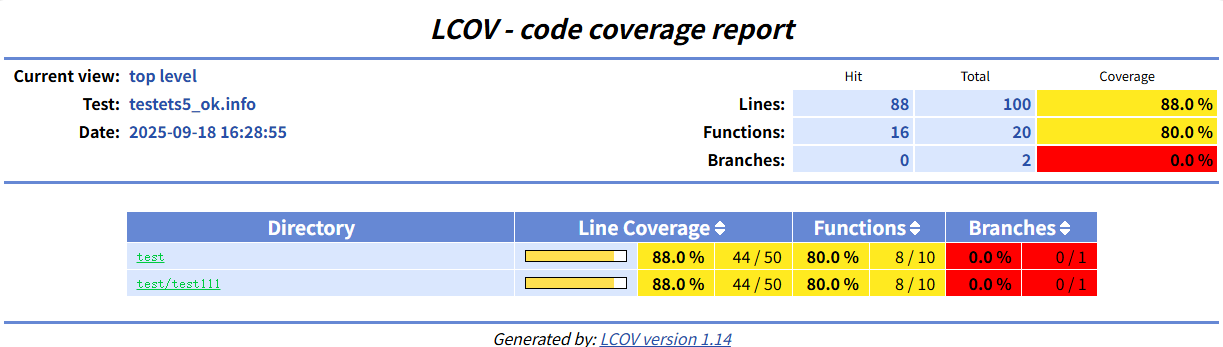 LCOV - code coverage report
Current view: top level
Hit Total Coverage
Test: testets5_ok.info
Lines: 88 100 88.0 %
Date: 2025-09-18 16:28:55
Functions: 16 20 80.0 %
Branches: 0 2 0.0 %
Directory Line Coverage Functions Branches
test 88.0 % 44 / 50 80.0 % 8 / 10 0.0 % 0 / 1
test/test111 88.0 % 44 / 50 80.0 % 8 / 10 0.0 % 0 / 1
Generated by: LCOV version 1.14